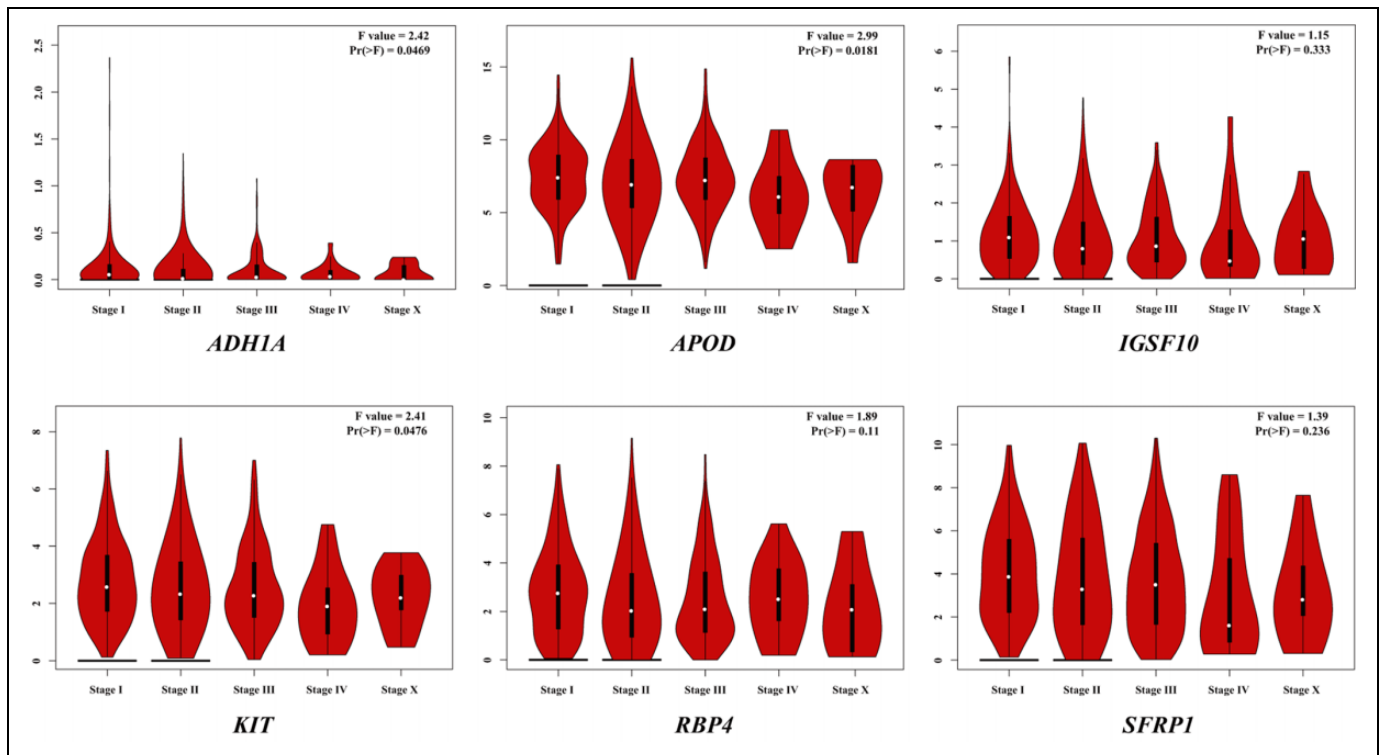 F value = 2.42
Pr(>F) = 0.0469
2.5
2.0
1.5
1.0
0.5
0.0
Stage I Stage II Stage III Stage IV Stage X
ADH1A
F value = 2.99
Pr(>F) = 0.0181
15
10
5
0
Stage I Stage II Stage III Stage IV Stage X
APOD
F value = 1.15
Pr(>F) = 0.333
6
5
4
3
2
1
0
Stage I Stage II Stage III Stage IV Stage X
IGSF10
F value = 2.41
Pr(>F) = 0.0476
8
6
4
2
0
Stage I Stage II Stage III Stage IV Stage X
KIT
F value = 1.89
Pr(>F) = 0.11
10
8
6
4
2
0
Stage I Stage II Stage III Stage IV Stage X
RBP4
F value = 1.39
Pr(>F) = 0.236
10
8
6
4
2
0
Stage I Stage II Stage III Stage IV Stage X
SFRP1